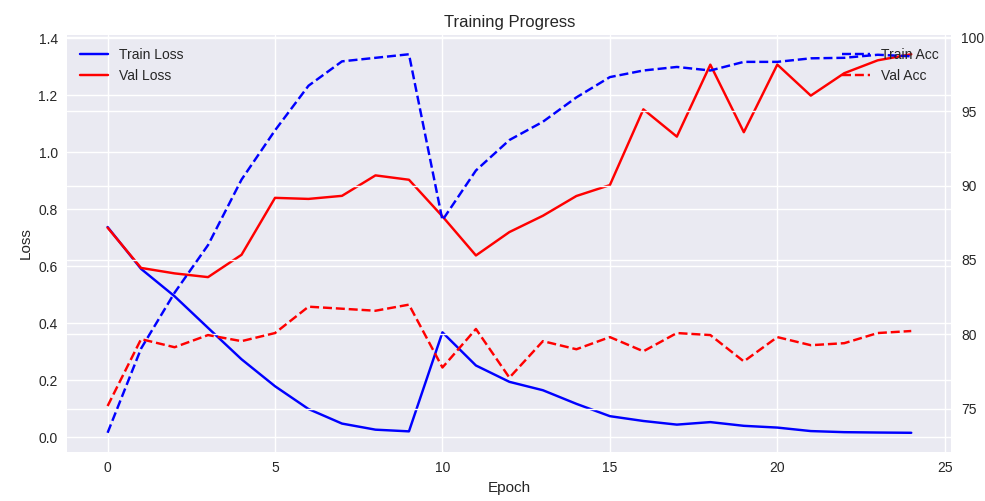 Training Progress
Train Loss
Val Loss
Train Acc
Val Acc
1.4
1.2
1.0
0.8
0.6
0.4
0.2
0.0
Loss
100
95
90
85
80
75
0 5 10 15 20 25
Epoch